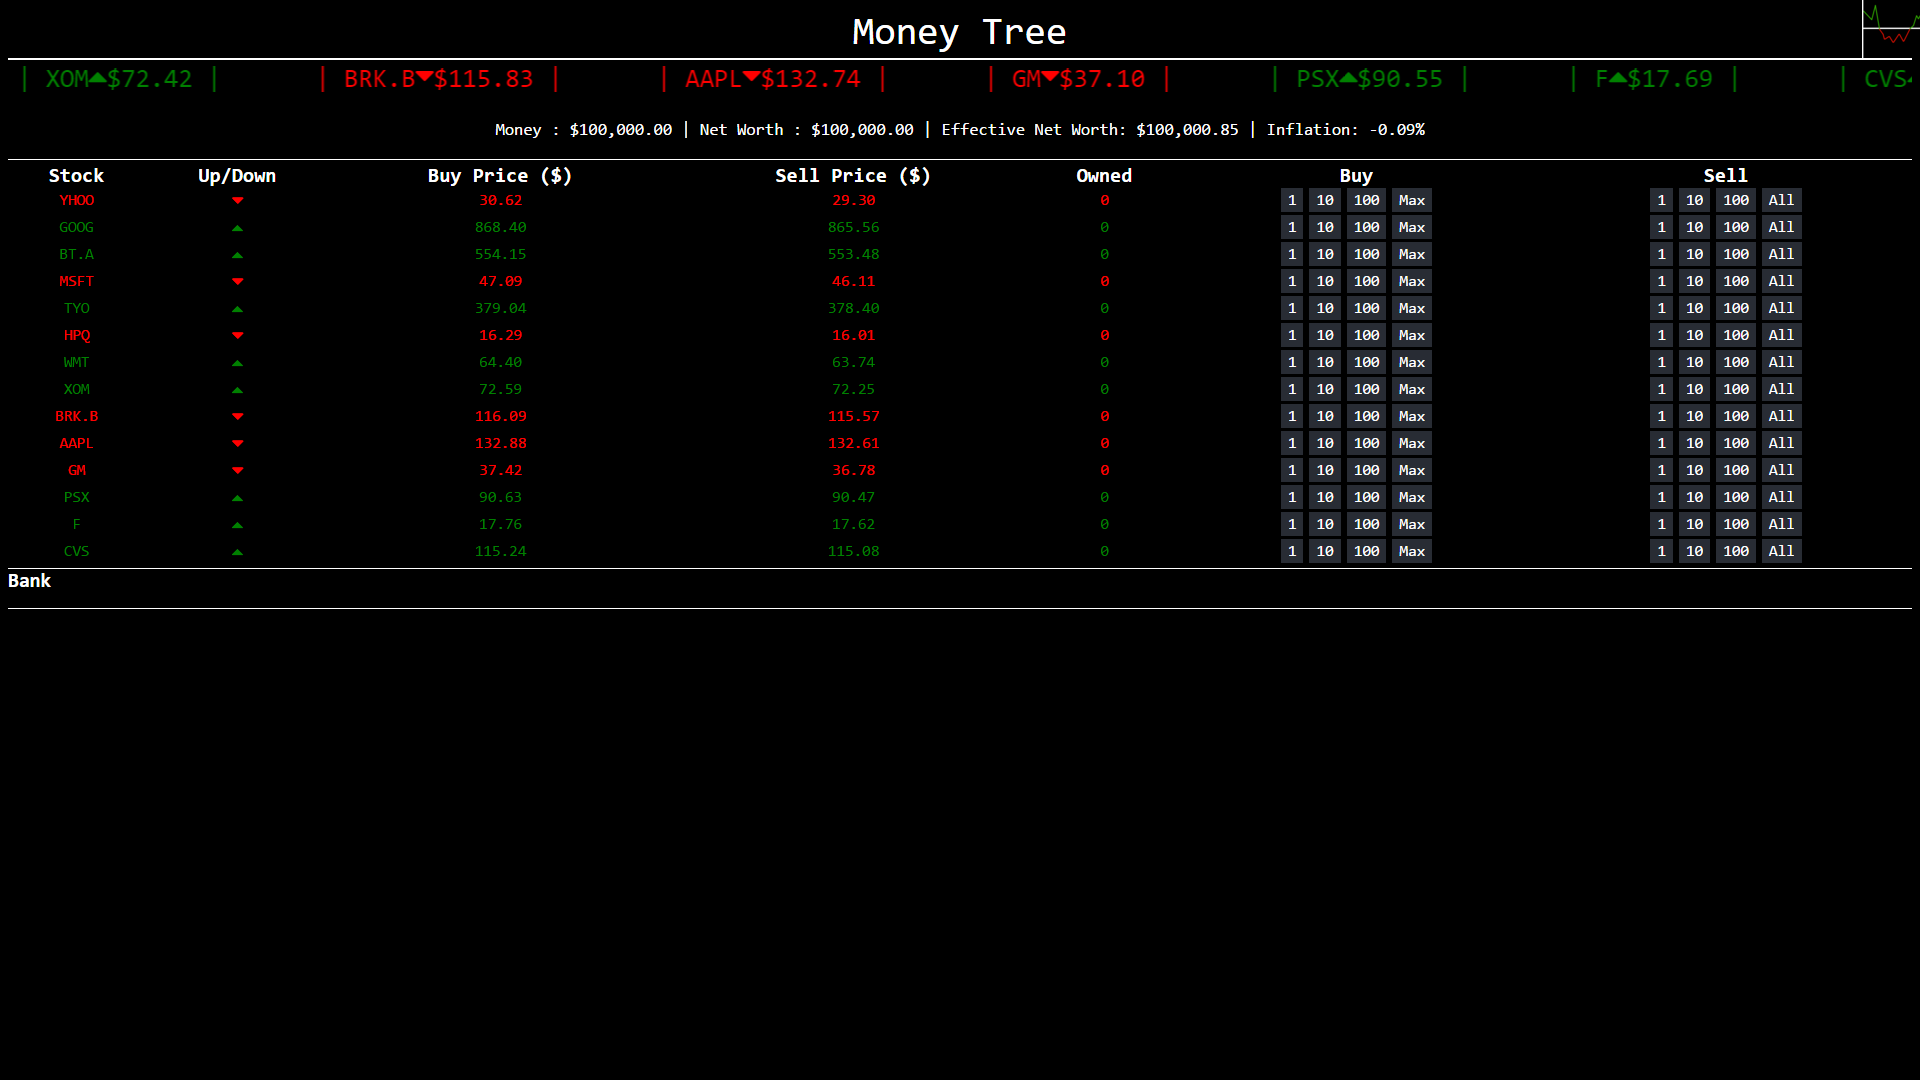 Money Tree
| XOM▲$72.42 | | BRK.B▼$115.83 | | AAPL▼$132.74 | | GM▼$37.10 | | PSX▲$90.55 | | F▲$17.69 | | CVS
Money : $100,000.00 | Net Worth : $100,000.00 | Effective Net Worth: $100,000.85 | Inflation: -0.09%
Stock Up/Down Buy Price ($) Sell Price ($) Owned Buy Sell
YHOO ▼ 30.62 29.30 0 1 10 100 Max 1 10 100 All
GOOG ▲ 868.40 865.56 0 1 10 100 Max 1 10 100 All
BT.A ▲ 554.15 553.48 0 1 10 100 Max 1 10 100 All
MSFT ▼ 47.09 46.11 0 1 10 100 Max 1 10 100 All
TYO ▲ 379.04 378.40 0 1 10 100 Max 1 10 100 All
HPQ ▼ 16.29 16.01 0 1 10 100 Max 1 10 100 All
WMT ▲ 64.40 63.74 0 1 10 100 Max 1 10 100 All
XOM ▲ 72.59 72.25 0 1 10 100 Max 1 10 100 All
BRK.B ▼ 116.09 115.57 0 1 10 100 Max 1 10 100 All
AAPL ▼ 132.88 132.61 0 1 10 100 Max 1 10 100 All
GM ▼ 37.42 36.78 0 1 10 100 Max 1 10 100 All
PSX ▲ 90.63 90.47 0 1 10 100 Max 1 10 100 All
F ▲ 17.76 17.62 0 1 10 100 Max 1 10 100 All
CVS ▲ 115.24 115.08 0 1 10 100 Max 1 10 100 All
Bank